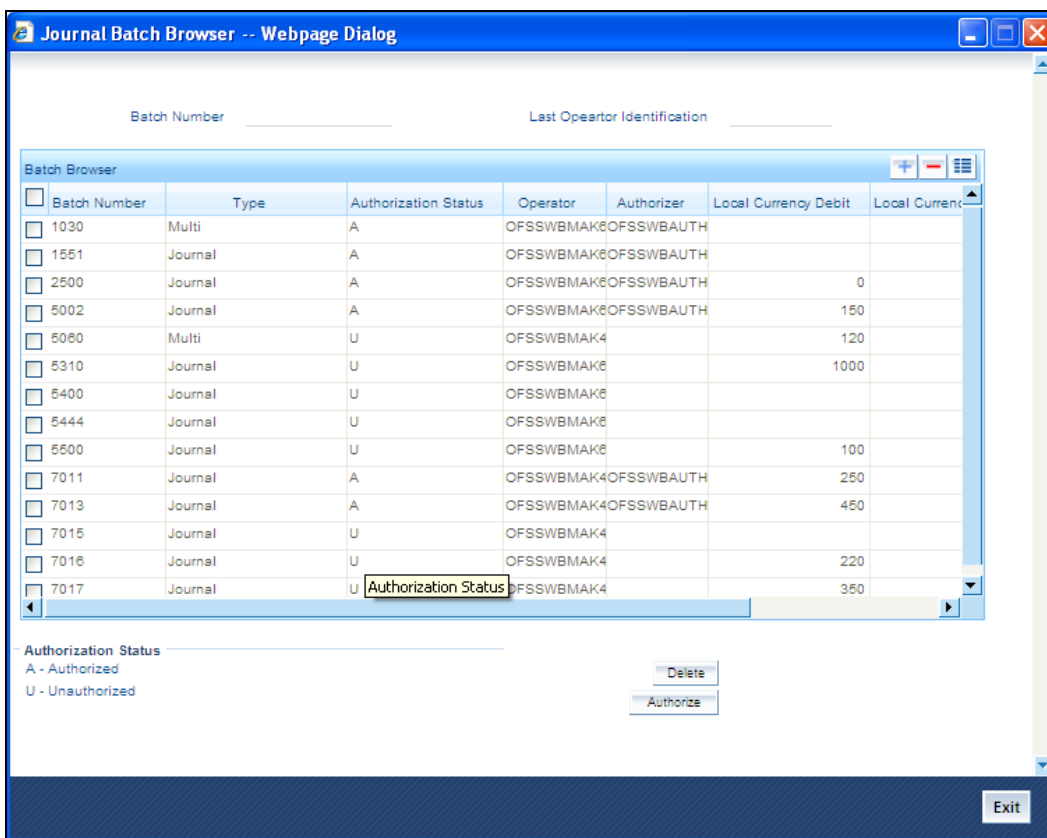 Journal Batch Browser -- Webpage Dialog
Batch Number Last Opeartor Identification
Batch Browser
Batch Number Type Authorization Status Operator Authorizer Local Currency Debit Local Currenc
1030 Multi A OFSSWBMAK6 OFSSWBAUTH
1551 Journal A OFSSWBMAK6 OFSSWBAUTH
2500 Journal A OFSSWBMAK6 OFSSWBAUTH 0
5002 Journal A OFSSWBMAK6 OFSSWBAUTH 150
5060 Multi U OFSSWBMAK4 120
5310 Journal U OFSSWBMAK6 1000
5400 Journal U OFSSWBMAK6
5444 Journal U OFSSWBMAK6
5500 Journal U OFSSWBMAK6 100
7011 Journal A OFSSWBMAK4 OFSSWBAUTH 250
7013 Journal A OFSSWBMAK4 OFSSWBAUTH 450
7015 Journal U OFSSWBMAK4
7016 Journal U OFSSWBMAK4 220
7017 Journal U Authorization Status OFSSWBMAK4 350
Authorization Status
A - Authorized
Delete
U - Unauthorized
Authorize
Exit